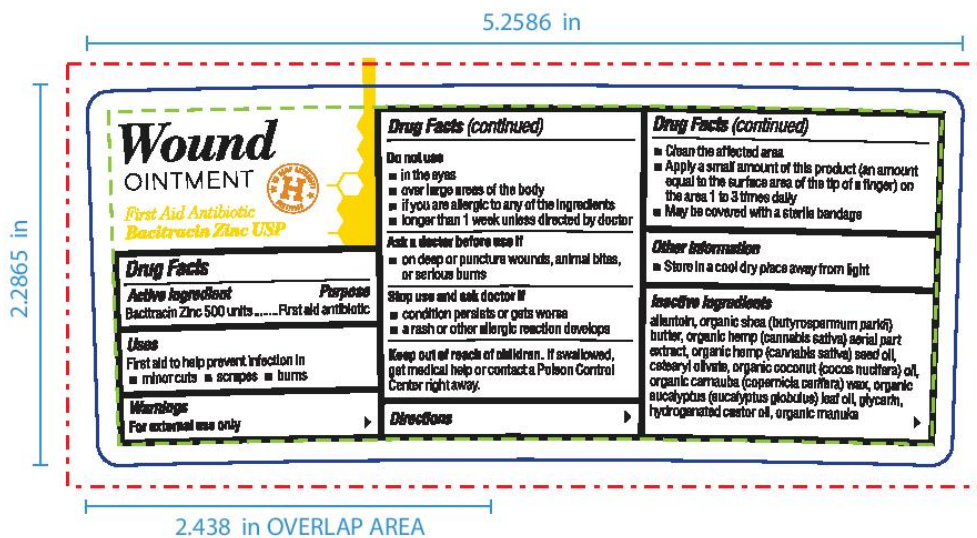 5.2586 in
2.2865 in
Wound
OINTMENT
H
First Aid Antibiotic
Bacitracin Zinc USP
Drug Facts
Active ingredient Purpose
Bacitracin Zinc 500 units ...... First aid antibiotic
Uses
First aid to help prevent infection in
▪ minor cuts ▪ scrapes ▪ burns
Warnings
For external use only
Drug Facts (continued)
Do not use
▪ in the eyes
▪ over large areas of the body
▪ if you are allergic to any of the ingredients
▪ longer than 1 week unless directed by doctor
Ask a doctor before use if
▪ on deep or puncture wounds, animal bites,
or serious burns
Stop use and ask doctor if
▪ condition persists or gets worse
▪ a rash or other allergic reaction develops
Keep out of reach of children. If swallowed,
get medical help or contact a Poison Control
Center right away.
Directions
Drug Facts (continued)
▪ Clean the affected area
▪ Apply a small amount of this product (an amount
equal to the surface area of the tip of a finger) on
the area 1 to 3 times daily
▪ May be covered with a sterile bandage
Other information
▪ Store in a cool dry place away from light
Inactive ingredients
allantoin, organic shea (butyrospermum parkii)
butter, organic hemp (cannabis sativa) aerial part
extract, organic hemp (cannabis sativa) seed oil,
cetearyl olivate, organic coconut (cocos nucifera) oil,
organic carnauba (copernicia cerifera) wax, organic
eucalyptus (eucalyptus globulus) leaf oil, glycerin,
hydrogenated castor oil, organic manuka
2.438 in OVERLAP AREA